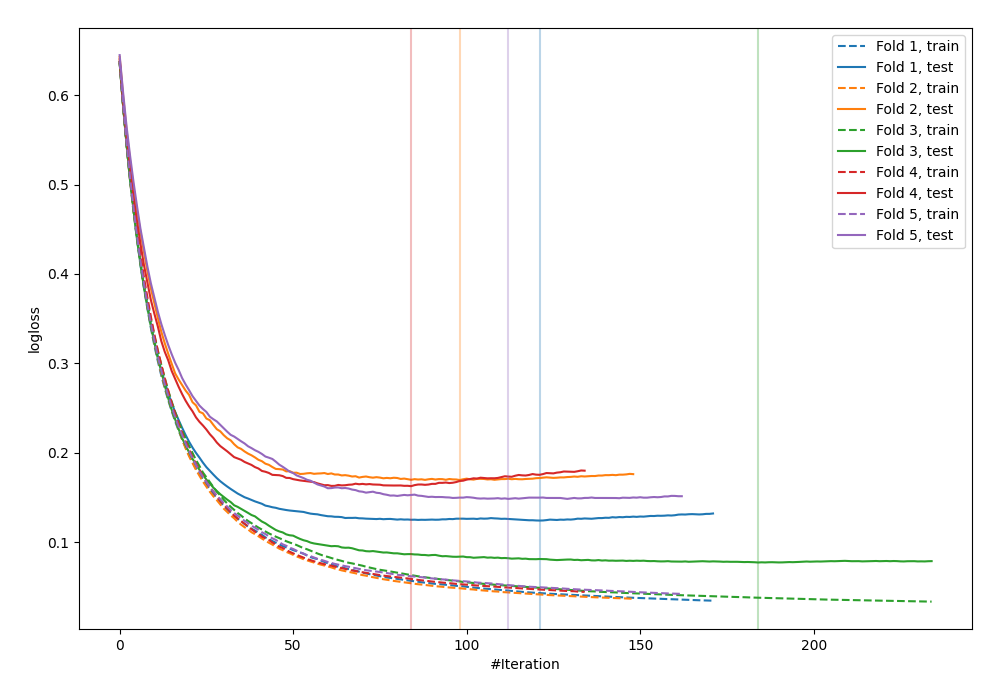 0.6
0.5
0.4
0.3
0.2
0.1
logloss
0
50
100
150
200
#Iteration
Fold 1, train
Fold 1, test
Fold 2, train
Fold 2, test
Fold 3, train
Fold 3, test
Fold 4, train
Fold 4, test
Fold 5, train
Fold 5, test